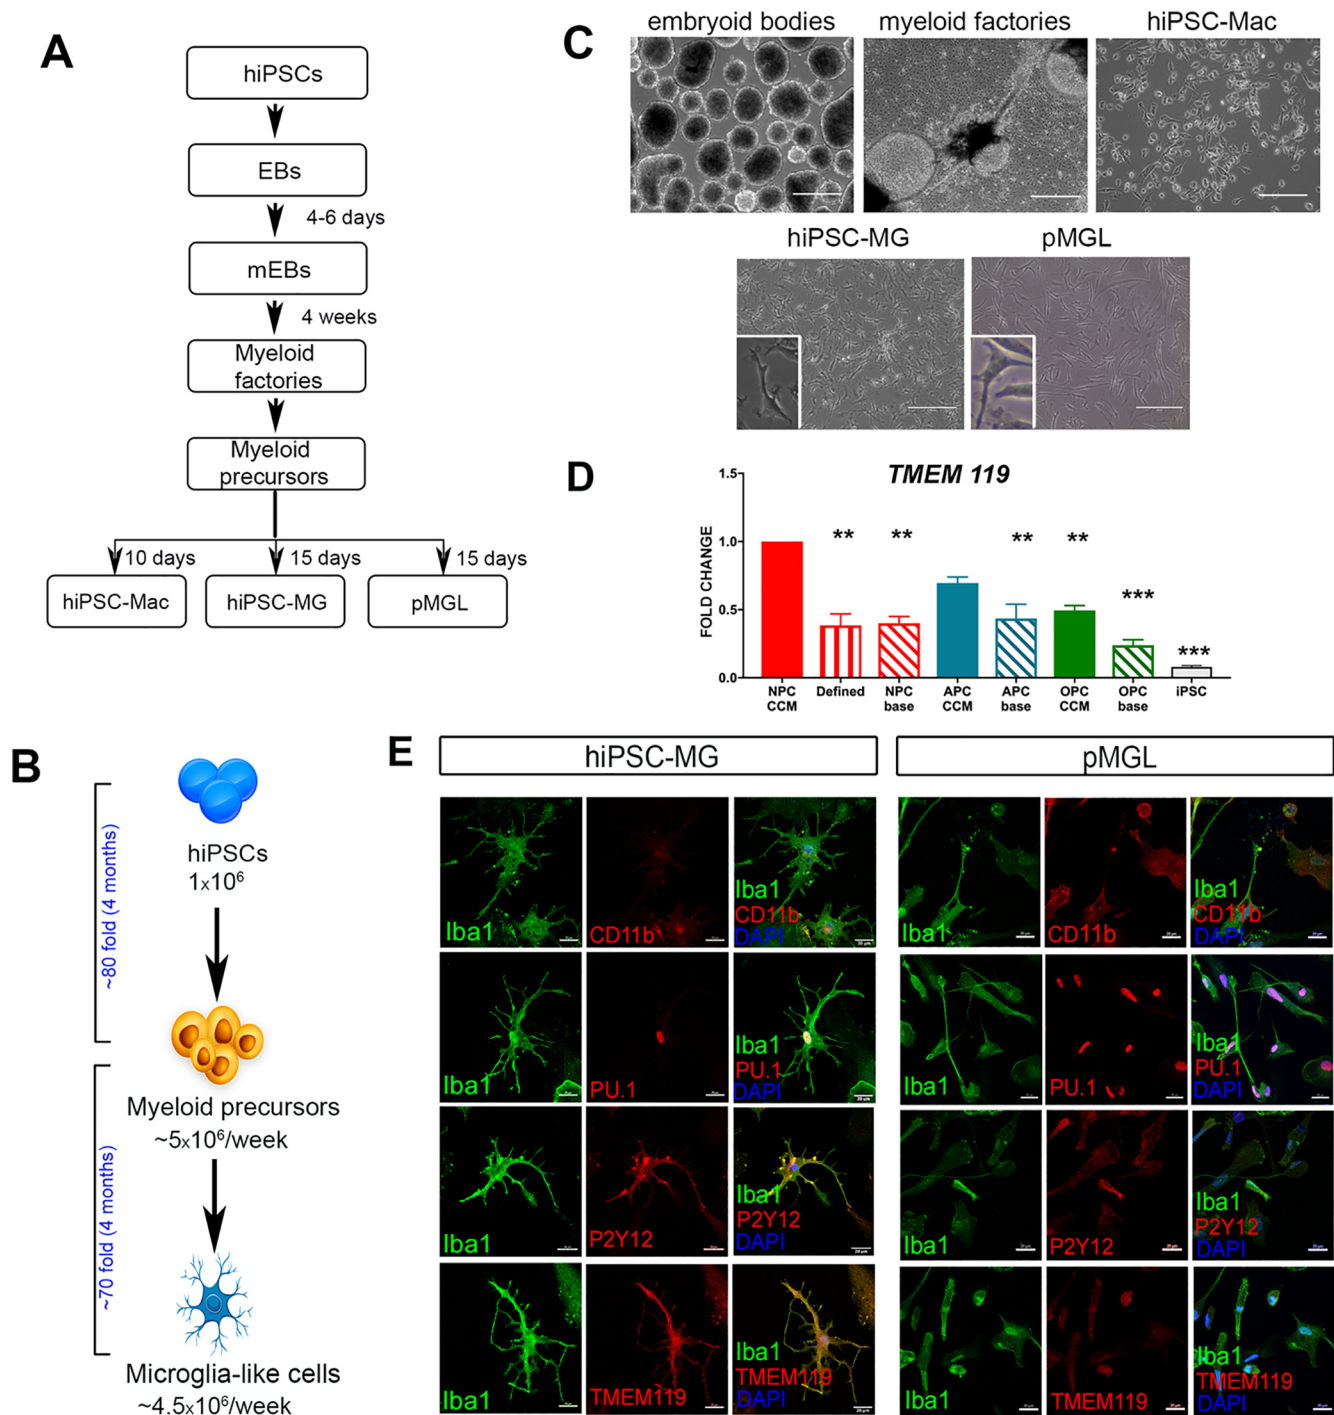 A
hiPSCs
EBs
4-6 days
mEBs
4 weeks
Myeloid
factories
Myeloid
precursors
10 days
15 days
15 days
hiPSC-Mac
hiPSC-MG
pMGL
B
~80 fold (4 months)
hiPSCs
1x10⁶
Myeloid precursors
~5x10⁶/week
~70 fold (4 months)
Microglia-like cells
~4.5x10⁶/week
C
embryoid bodies
myeloid factories
hiPSC-Mac
hiPSC-MG
pMGL
D
TMEM 119
FOLD CHANGE
1.5
1.0
0.5
0.0
**
**
**
**
***
***
NPC
CCM
Defined
NPC
base
APC
CCM
APC
base
OPC
CCM
OPC
base
iPSC
E
hiPSC-MG
pMGL
Iba1
CD11b
Iba1
CD11b
DAPI
Iba1
CD11b
Iba1
CD11b
DAPI
Iba1
PU.1
Iba1
PU.1
DAPI
Iba1
PU.1
Iba1
PU.1
DAPI
Iba1
P2Y12
Iba1
P2Y12
DAPI
Iba1
P2Y12
Iba1
P2Y12
DAPI
Iba1
TMEM119
Iba1
TMEM119
DAPI
Iba1
TMEM119
Iba1
TMEM119
DAPI